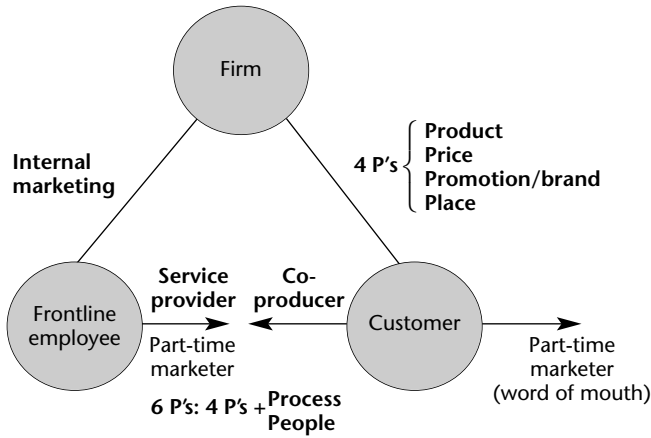 Firm
Internal
marketing
4 P's
Product
Price
Promotion/brand
Place
Frontline
employee
Service
provider
Part-time
marketer
Co-
producer
Customer
Part-time
marketer
(word of mouth)
6 P's: 4 P's + Process
People